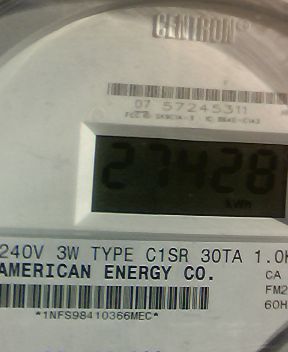 CENTRON®
07 57245311
27428
kWh
240V 3W TYPE C1SR 30TA 1.0
AMERICAN ENERGY CO.
CA
FM2
60H
*1NFS98410366MEC*